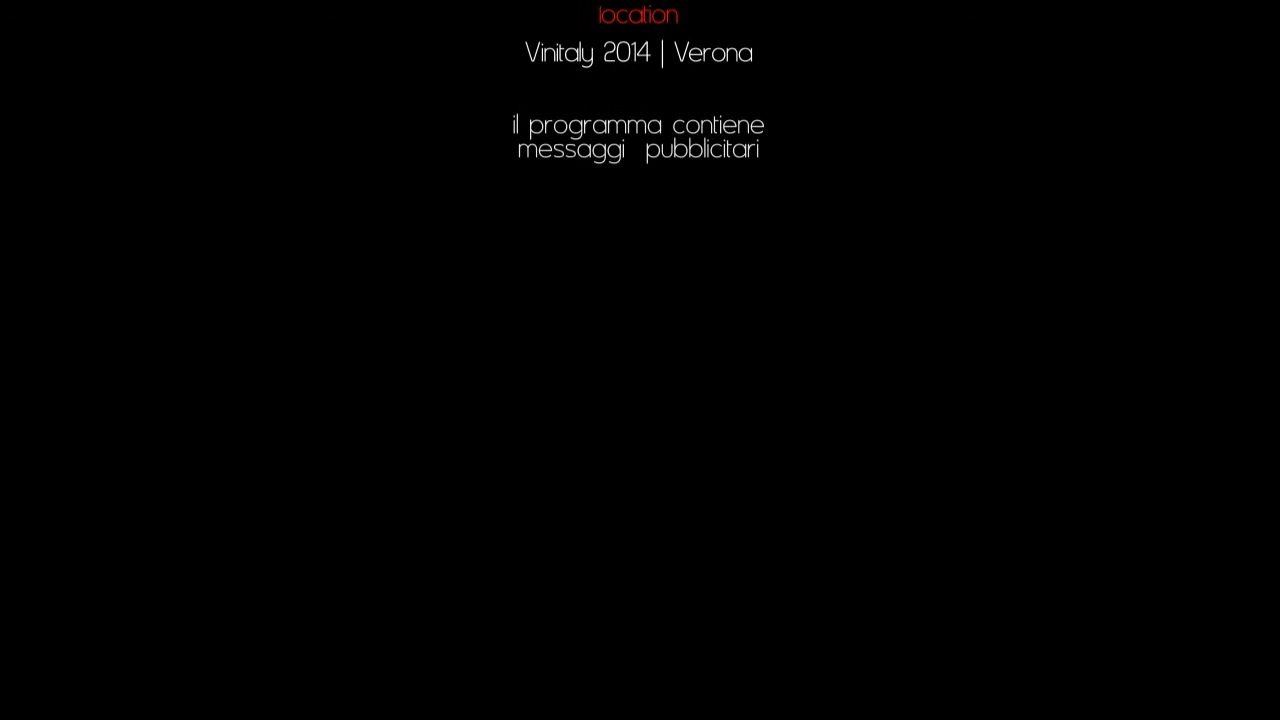 location
Vinitaly 2014 | Verona
il programma contiene
messaggi pubblicitari